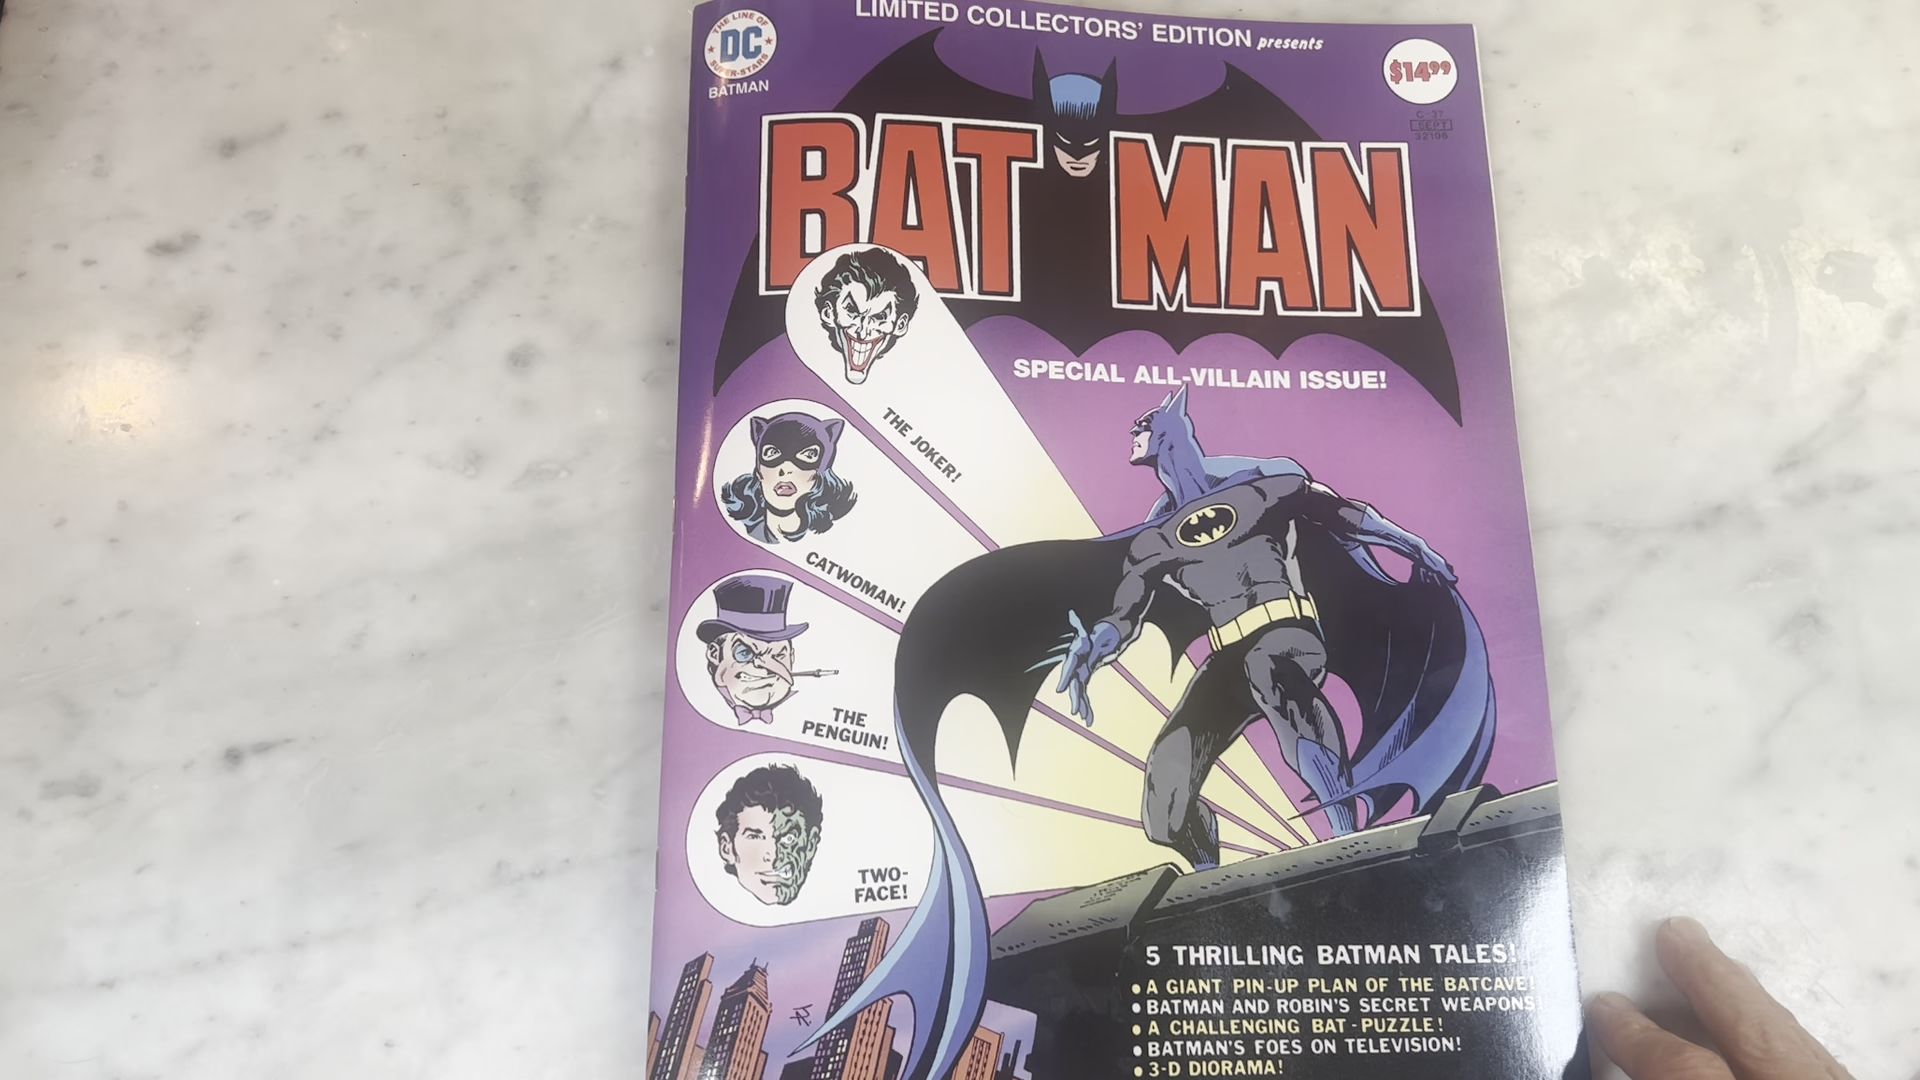 LIMITED COLLECTORS' EDITION presents
THE LINE OF
DC
SUPER-STARS
BATMAN
$14.99
C-37
SEPT
32106
BATMAN
SPECIAL ALL-VILLAIN ISSUE!
THE JOKER!
CATWOMAN!
THE
PENGUIN!
TWO-
FACE!
5 THRILLING BATMAN TALES!
• A GIANT PIN-UP PLAN OF THE BATCAVE!
• BATMAN AND ROBIN'S SECRET WEAPONS!
• A CHALLENGING BAT-PUZZLE!
• BATMAN'S FOES ON TELEVISION!
• 3-D DIORAMA!